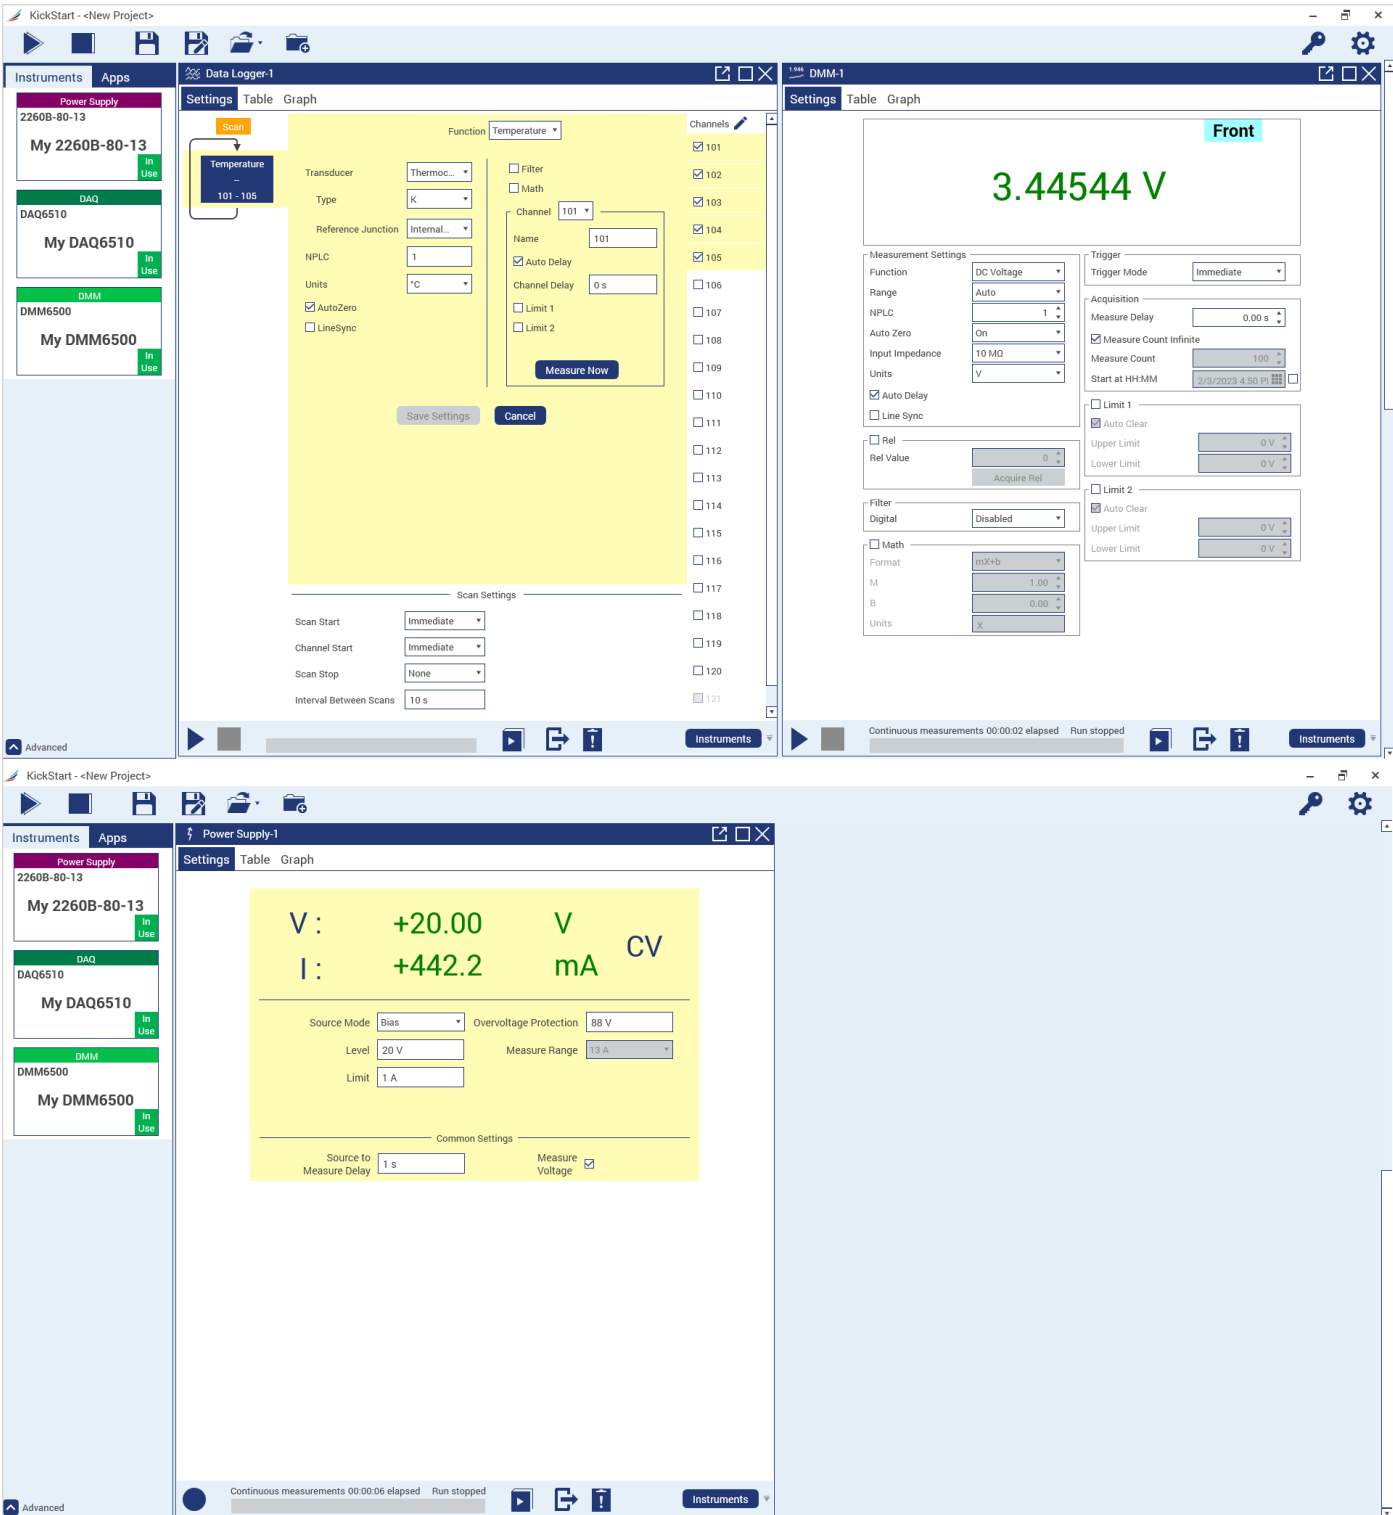 KickStart - <New Project>
Instruments Apps
Power Supply
2260B-80-13
My 2260B-80-13
In
Use
DAQ
DAQ6510
My DAQ6510
In
Use
DMM
DMM6500
My DMM6500
In
Use
Advanced
Data Logger-1
Settings Table Graph
Scan
Temperature
–
101 - 105
Function Temperature
Transducer Thermoc...
Type K
Reference Junction Internal...
NPLC 1
Units °C
AutoZero
LineSync
Filter
Math
Channel 101
Name 101
Auto Delay
Channel Delay 0 s
Limit 1
Limit 2
Measure Now
Save Settings Cancel
Channels
101
102
103
104
105
106
107
108
109
110
111
112
113
114
115
116
117
118
119
120
121
Scan Settings
Scan Start Immediate
Channel Start Immediate
Scan Stop None
Interval Between Scans 10 s
Instruments
1.946 DMM-1
Settings Table Graph
Front
3.44544 V
Measurement Settings
Function DC Voltage
Range Auto
NPLC 1
Auto Zero On
Input Impedance 10 MΩ
Units V
Auto Delay
Line Sync
Rel
Rel Value 0
Acquire Rel
Filter
Digital Disabled
Math
Format mX+b
M 1.00
B 0.00
Units X
Trigger
Trigger Mode Immediate
Acquisition
Measure Delay 0.00 s
Measure Count Infinite
Measure Count 100
Start at HH:MM 2/3/2023 4:50 PI
Limit 1
Auto Clear
Upper Limit 0 V
Lower Limit 0 V
Limit 2
Auto Clear
Upper Limit 0 V
Lower Limit 0 V
Continuous measurements 00:00:02 elapsed Run stopped
Instruments
KickStart - <New Project>
Instruments Apps
Power Supply
2260B-80-13
My 2260B-80-13
In
Use
DAQ
DAQ6510
My DAQ6510
In
Use
DMM
DMM6500
My DMM6500
In
Use
Advanced
Power Supply-1
Settings Table Graph
V : +20.00 V
I : +442.2 mA
CV
Source Mode Bias Overvoltage Protection 88 V
Level 20 V Measure Range 13 A
Limit 1 A
Common Settings
Source to
Measure Delay 1 s
Measure
Voltage
Continuous measurements 00:00:06 elapsed Run stopped
Instruments